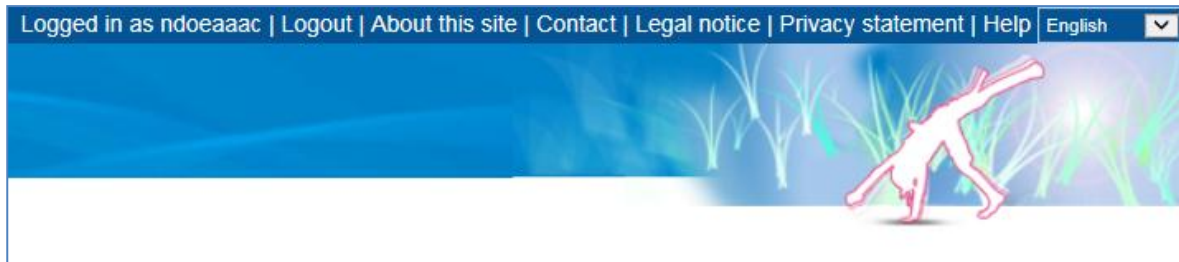 Logged in as ndoeaaac | Logout | About this site | Contact | Legal notice | Privacy statement | Help English